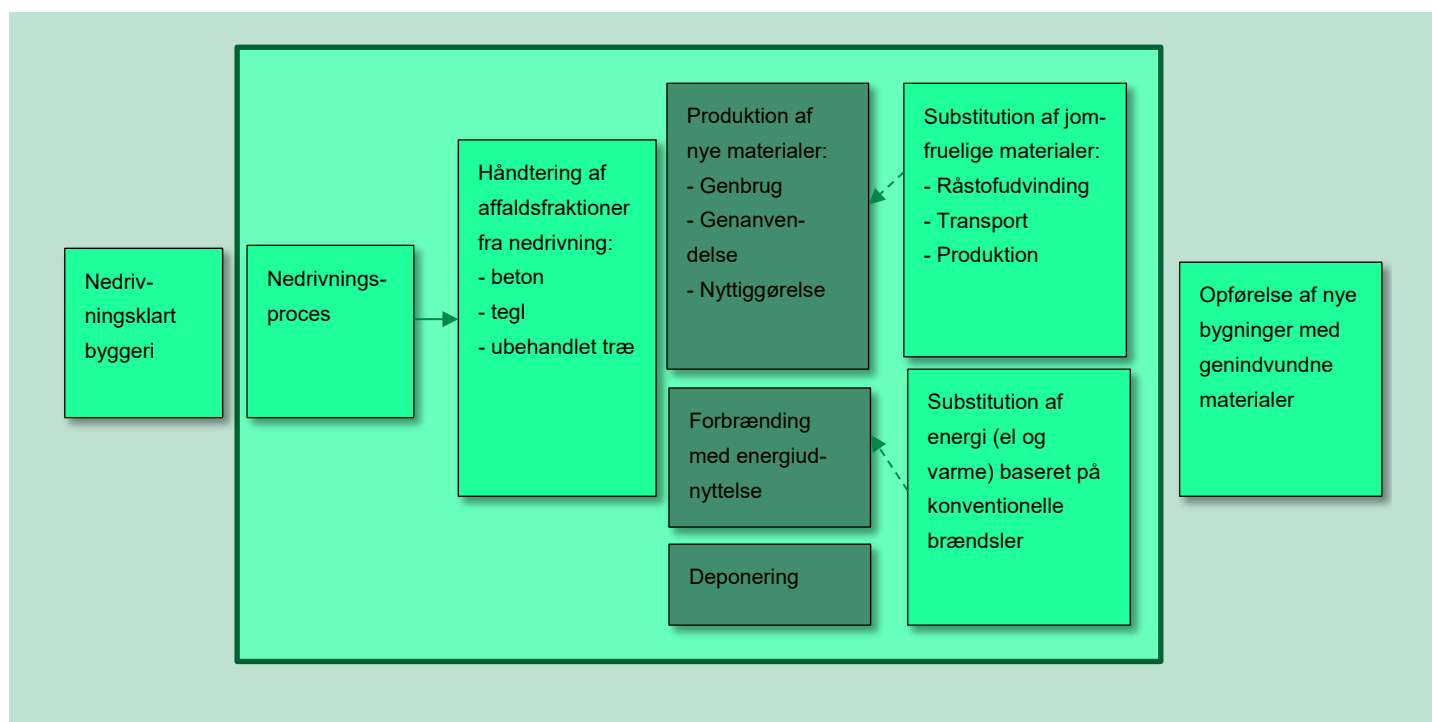 Nedriv-
ningsklart
byggeri
Nedrivnings-
proces
Håndtering af
affaldsfraktioner
fra nedrivning:
- beton
- tegl
- ubehandlet træ
Produktion af
nye materialer:
- Genbrug
- Genanven-
delse
- Nyttiggørelse
Forbrænding
med energiud-
nyttelse
Deponering
Substitution af jom-
fruelige materialer:
- Råstofudvinding
- Transport
- Produktion
Substitution af
energi (el og
varme) baseret på
konventionelle
brændsler
Opførelse af nye
bygninger med
genindvundne
materialer